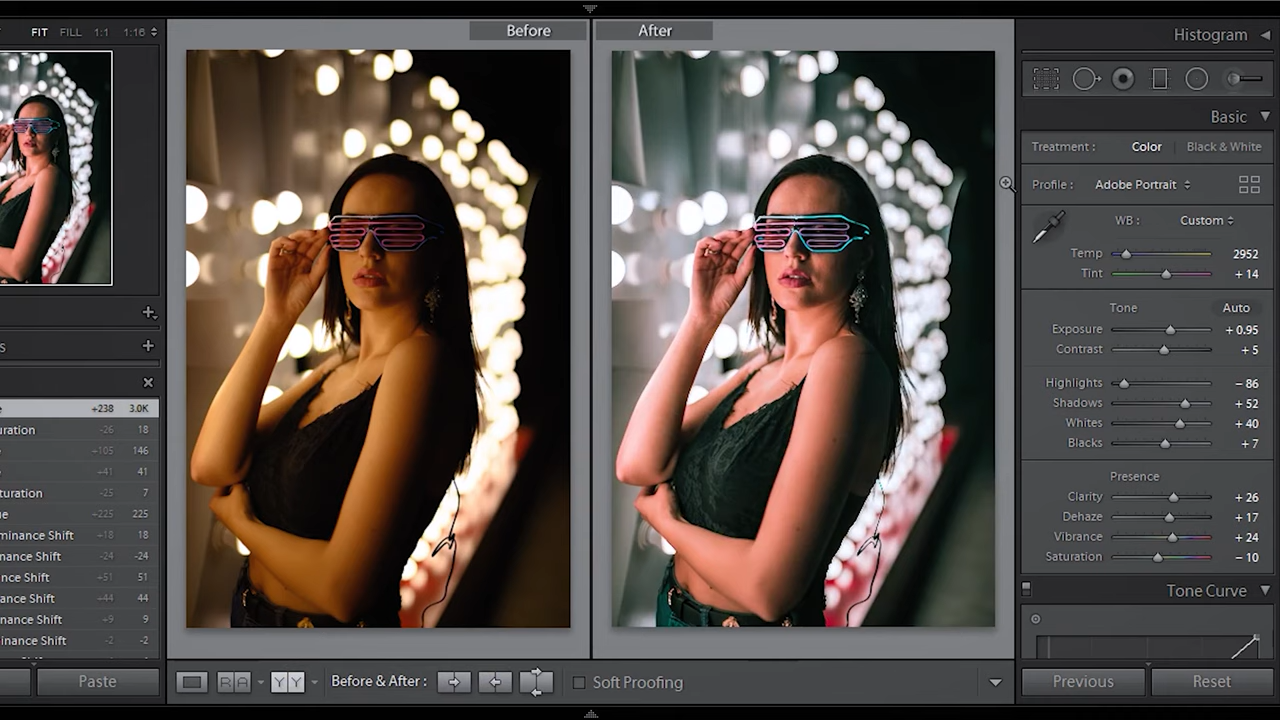 FIT FILL 1:1 1:16
Before
After
Histogram
Basic
Treatment : Color Black & White
Profile : Adobe Portrait
WB : Custom
Temp 2952
Tint + 14
Tone Auto
Exposure + 0.95
Contrast + 5
Highlights − 86
Shadows + 52
Whites + 40
Blacks + 7
Presence
Clarity + 26
Dehaze + 17
Vibrance + 24
Saturation − 10
Tone Curve
s
e +238 3.0K
uration -26 18
+105 146
+41 41
turation -25 7
ue +225 225
minance Shift +18 18
nance Shift -24 -24
nce Shift +51 51
ance Shift +44 44
nance Shift +9 9
minance Shift -2 -2
Paste
R A
Y Y
Before & After :
Soft Proofing
Previous
Reset